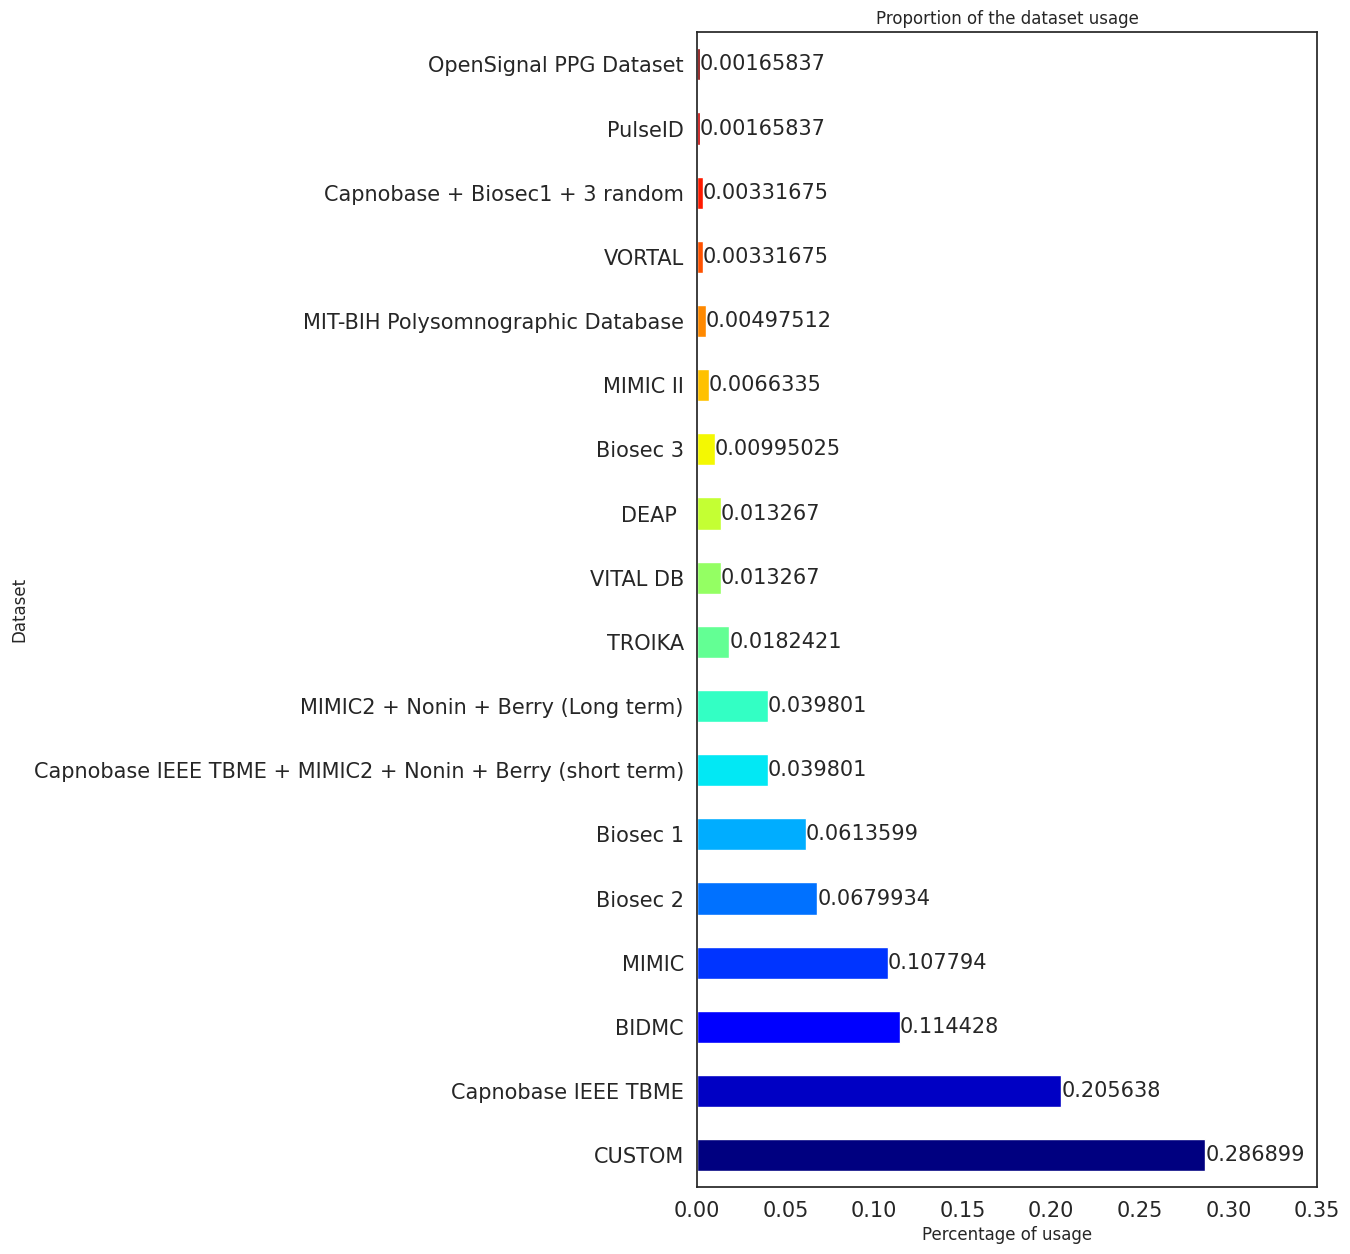 Proportion of the dataset usage
OpenSignal PPG Dataset 0.00165837
PulseID 0.00165837
Capnobase + Biosec1 + 3 random 0.00331675
VORTAL 0.00331675
MIT-BIH Polysomnographic Database 0.00497512
MIMIC II 0.0066335
Biosec 3 0.00995025
DEAP 0.013267
VITAL DB 0.013267
TROIKA 0.0182421
MIMIC2 + Nonin + Berry (Long term) 0.039801
Capnobase IEEE TBME + MIMIC2 + Nonin + Berry (short term) 0.039801
Biosec 1 0.0613599
Biosec 2 0.0679934
MIMIC 0.107794
BIDMC 0.114428
Capnobase IEEE TBME 0.205638
CUSTOM 0.286899
Dataset
0.00 0.05 0.10 0.15 0.20 0.25 0.30 0.35
Percentage of usage